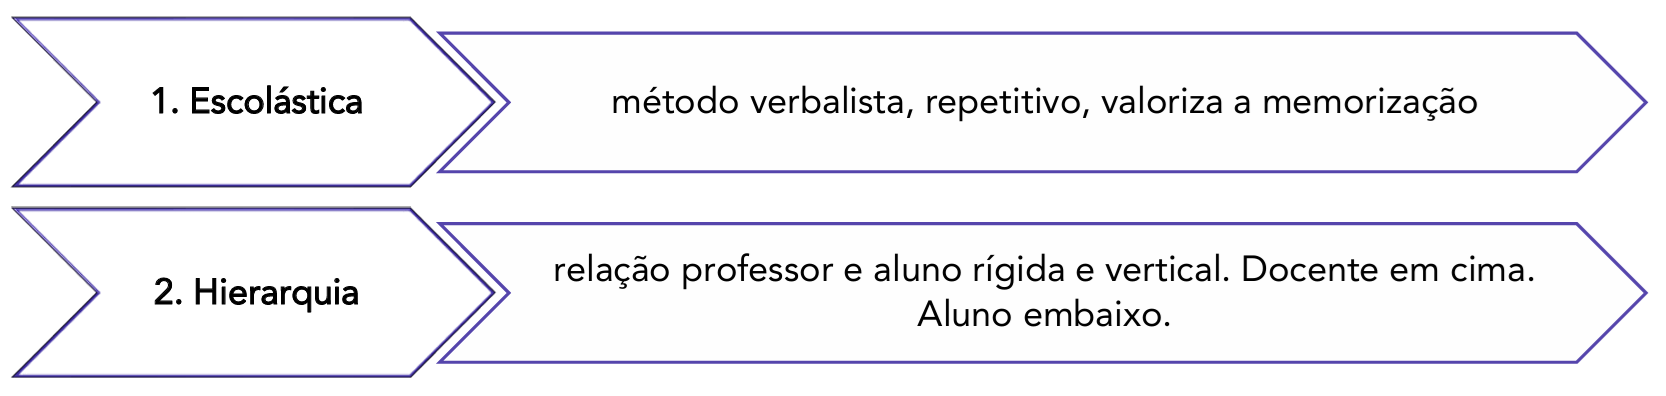 1. Escolástica
método verbalista, repetitivo, valoriza a memorização
2. Hierarquia
relação professor e aluno rígida e vertical. Docente em cima.
Aluno embaixo.